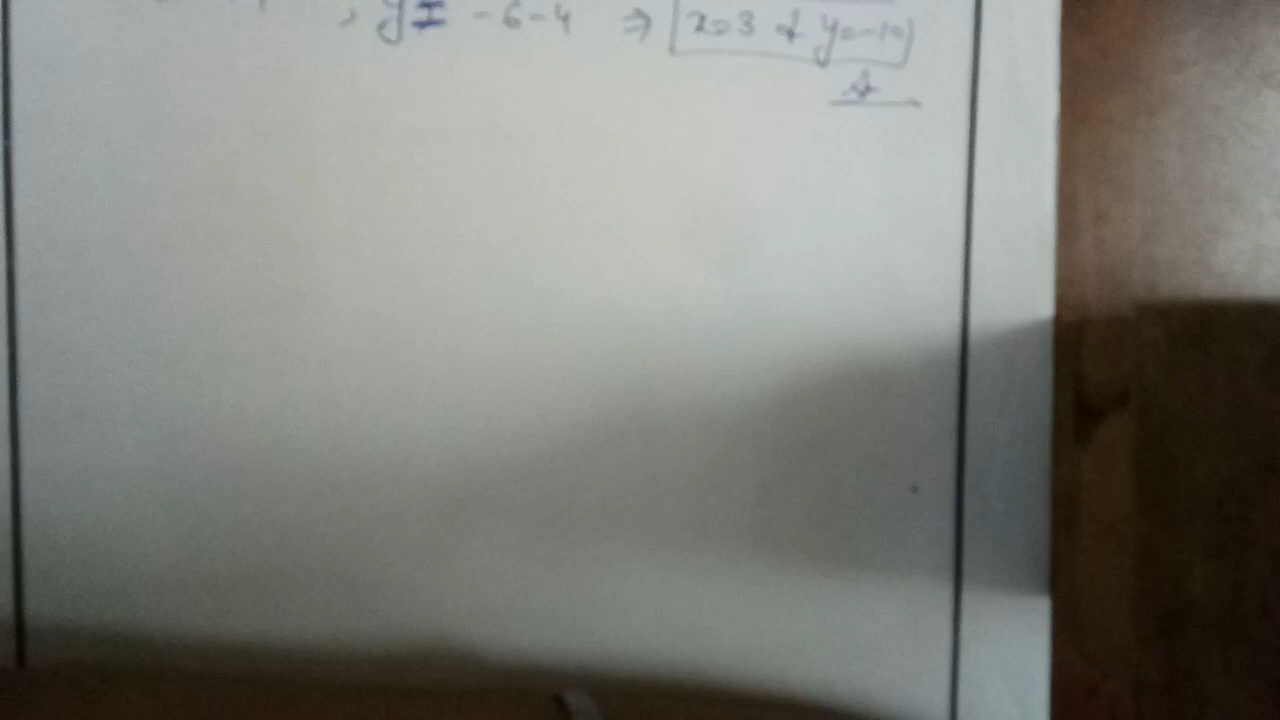 , y = -6-4 ⇒ x=3 & y=-10